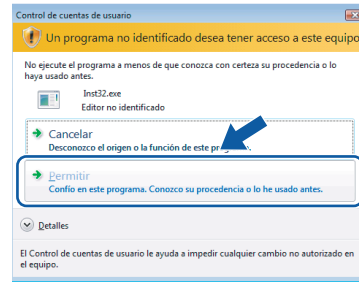 Control de cuentas de usuario
Un programa no identificado desea tener acceso a este equipo
No ejecute el programa a menos de que conozca con certeza su procedencia o lo
haya usado antes.
Inst32.exe
Editor no identificado
Cancelar
Desconozco el origen o la función de este
Permitir
Confío en este programa. Conozco su procedencia o lo he usado antes.
Detalles
El Control de cuentas de usuario le ayuda a impedir cualquier cambio no autorizado en
el equipo.